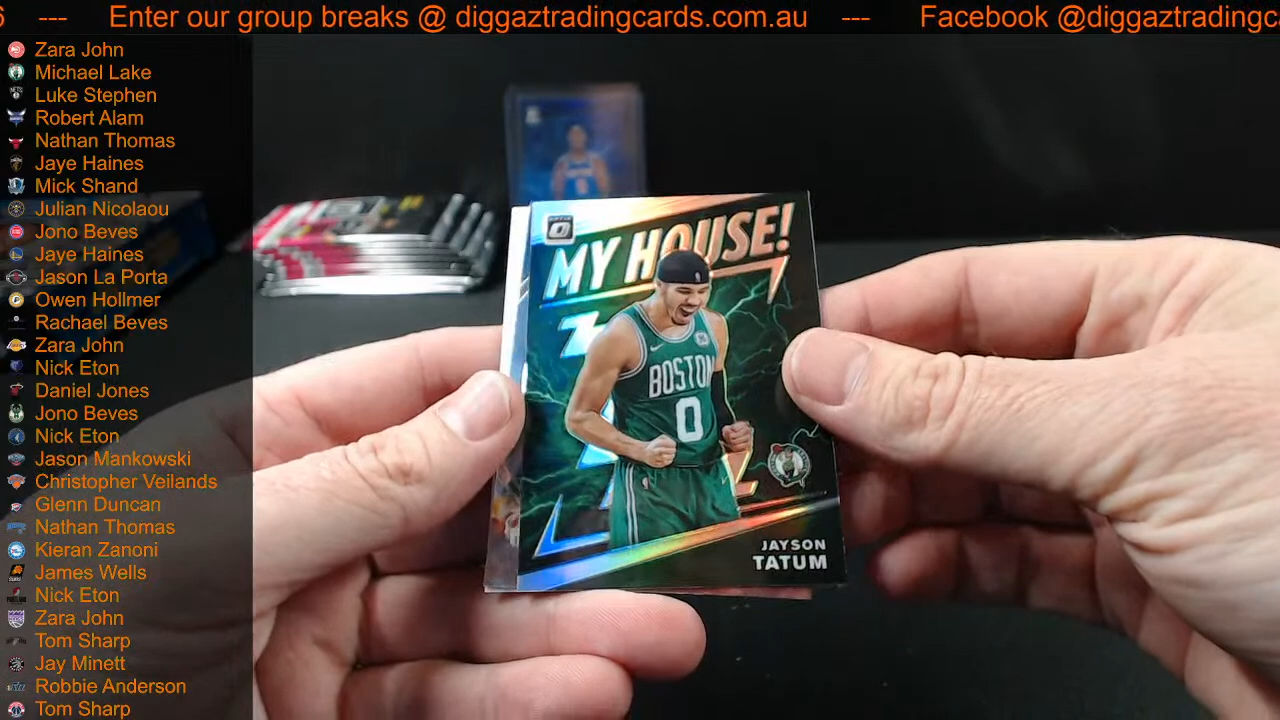 6 --- Enter our group breaks @ diggaztradingcards.com.au --- Facebook @diggaztradingc
Zara John
Michael Lake
Luke Stephen
Robert Alam
Nathan Thomas
Jaye Haines
Mick Shand
Julian Nicolaou
Jono Beves
Jaye Haines
Jason La Porta
Owen Hollmer
Rachael Beves
Zara John
Nick Eton
Daniel Jones
Jono Beves
Nick Eton
Jason Mankowski
Christopher Veilands
Glenn Duncan
Nathan Thomas
Kieran Zanoni
James Wells
Nick Eton
Zara John
Tom Sharp
Jay Minett
Robbie Anderson
Tom Sharp
MY HOUSE!
BOSTON
0
JAYSON
TATUM